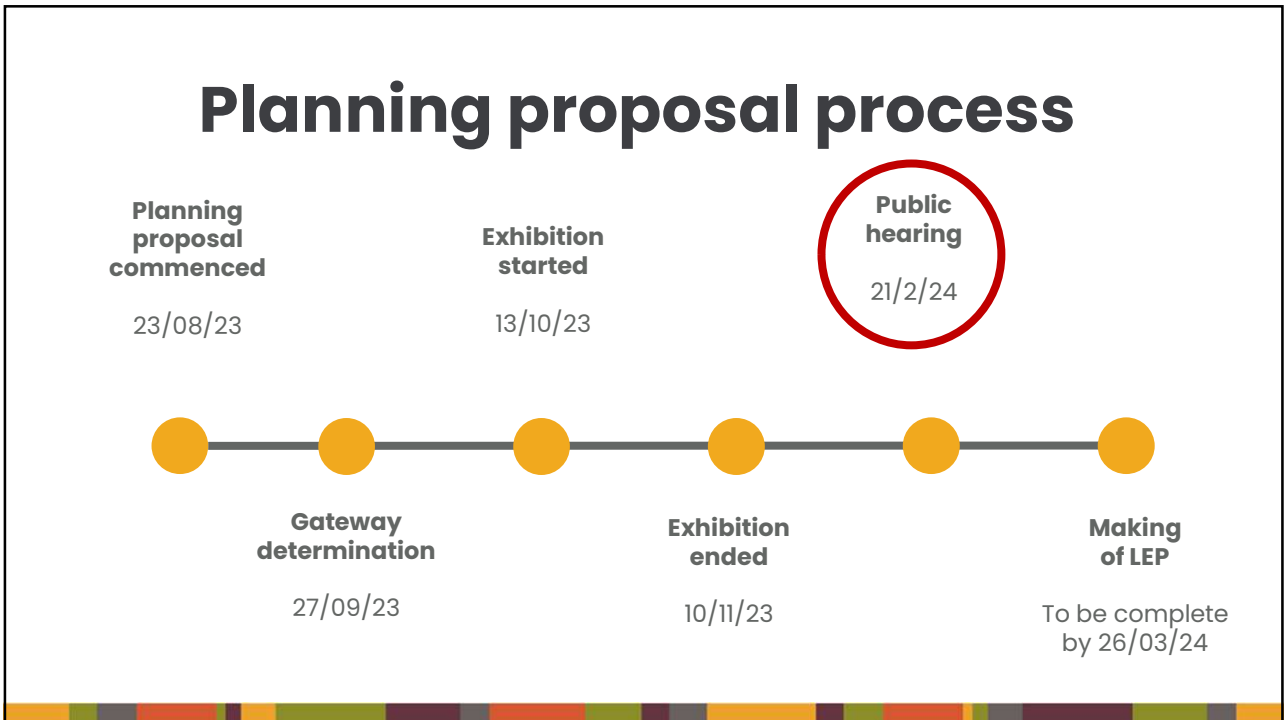 Planning proposal process
Planning
proposal
commenced
23/08/23
Gateway
determination
27/09/23
Exhibition
started
13/10/23
Exhibition
ended
10/11/23
Public
hearing
21/2/24
Making
of LEP
To be complete
by 26/03/24